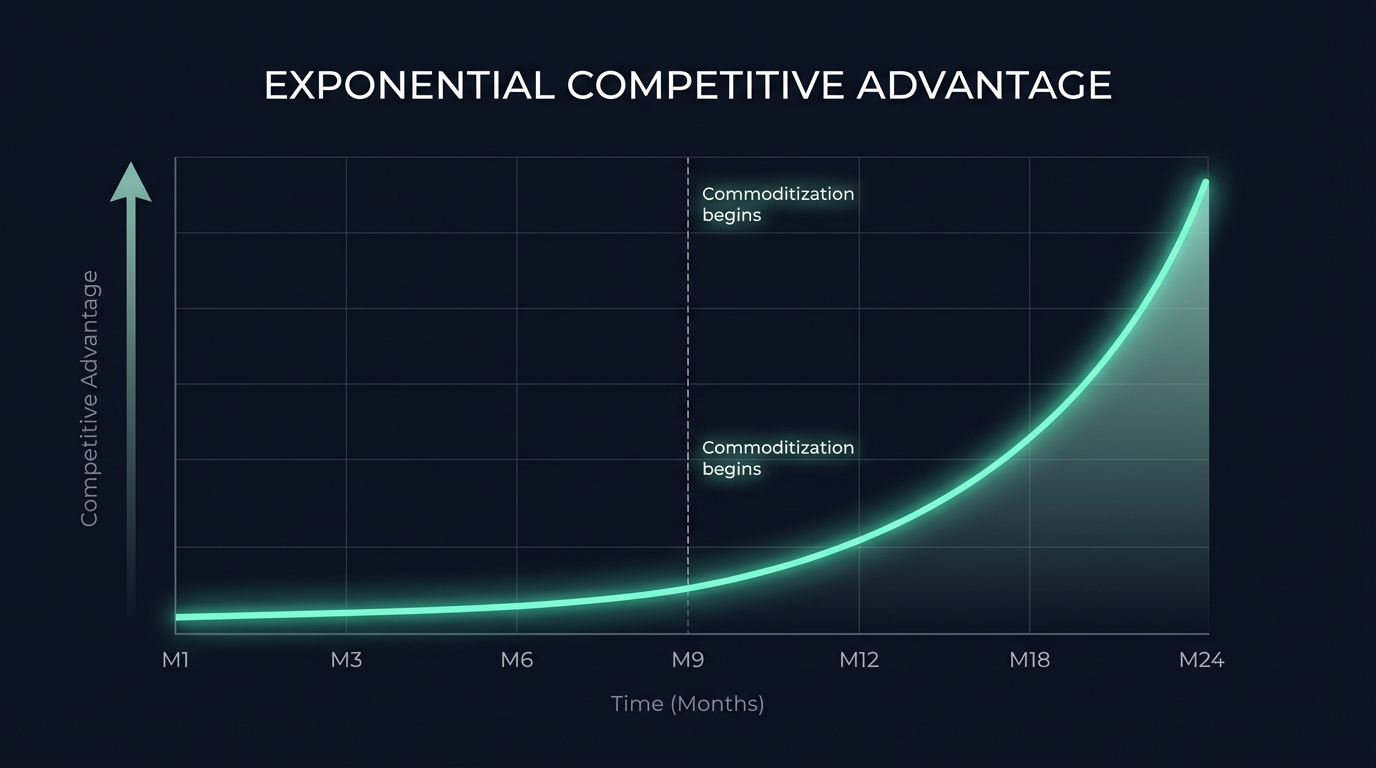 EXPONENTIAL COMPETITIVE ADVANTAGE
Competitive Advantage
Commoditization
begins
Commoditization
begins
M1 M3 M6 M9 M12 M18 M24
Time (Months)